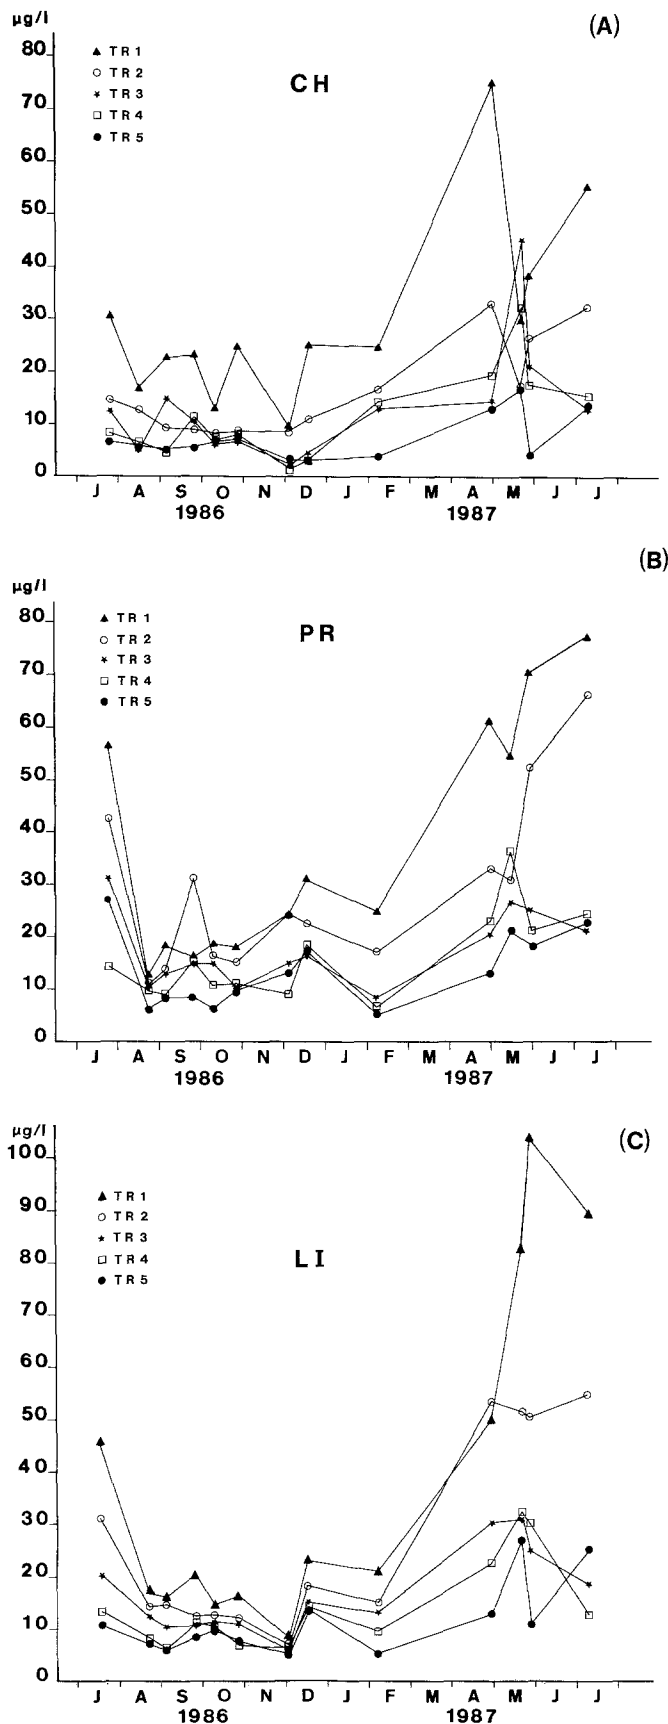 µg/l
(A)
80
TR 1
TR 2
CH
TR 3
70
TR 4
TR 5
60
50
40
30
20
10
0
J A S O N D J F M A M J J
1986 1987
(B)
µg/l
80
TR 1
PR
TR 2
TR 3
70
TR 4
TR 5
60
50
40
30
20
10
0
J A S O N D J F M A M J J
1986 1987
µg/l
(C)
100
TR 1
90
TR 2
TR 3
LI
80
TR 4
TR 5
70
60
50
40
30
20
10
0
J A S O N D J F M A M J J
1986 1987